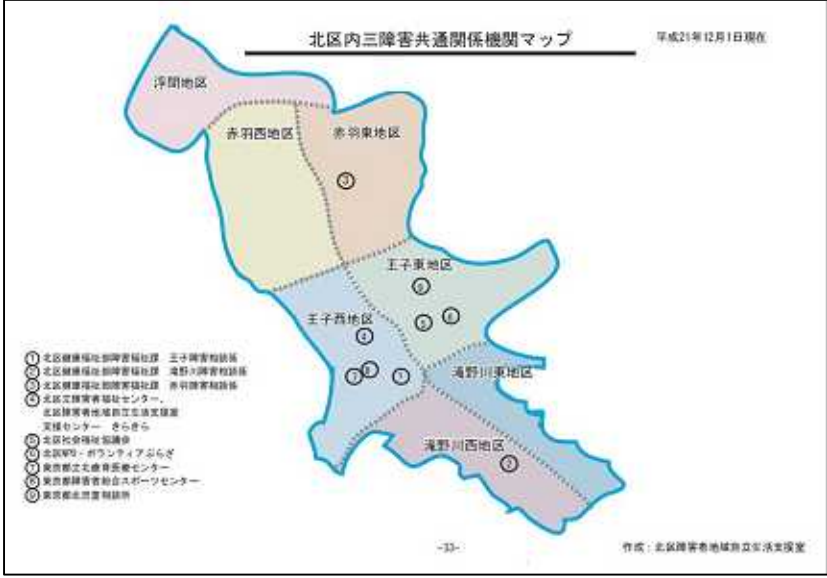 北区内三障害共通関係機関マップ
平成21年12月1日現在
浮間地区
赤羽西地区
赤羽東地区
③
王子東地区
⑨
⑤ ⑥
王子西地区
④
⑦ ⑧ ①
滝野川東地区
滝野川西地区
②
① 北区健康福祉部障害福祉課 王子障害相談係
② 北区健康福祉部障害福祉課 滝野川障害相談係
③ 北区健康福祉部障害福祉課 赤羽障害相談係
④ 北区立障害者福祉センター、
北区障害者地域自立生活支援室
支援センター きらきら
⑤ 北区社会福祉協議会
⑥ 北区NPO・ボランティアぷらざ
⑦ 東京都立北療育医療センター
⑧ 東京都障害者総合スポーツセンター
⑨ 東京都北児童相談所
-33-
作成：北区障害者地域自立生活支援室